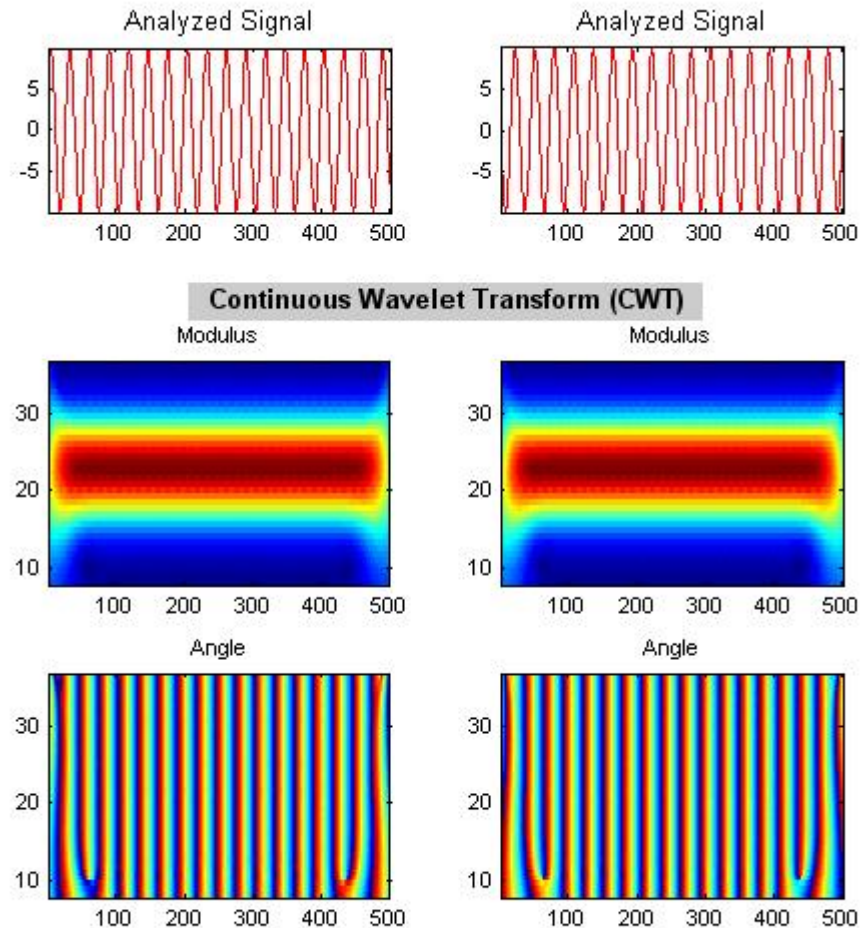 Analyzed Signal Analyzed Signal
5 5
0 0
-5 -5
100 200 300 400 500 100 200 300 400 500
Continuous Wavelet Transform (CWT)
Modulus Modulus
30 30
20 20
10 10
100 200 300 400 500 100 200 300 400 500
Angle Angle
30 30
20 20
10 10
100 200 300 400 500 100 200 300 400 500